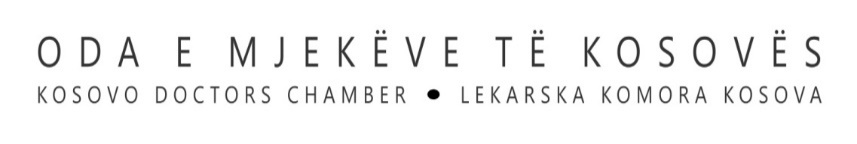 ODA E MJEKËVE TË KOSOVËS
KOSOVO DOCTORS CHAMBER • LEKARSKA KOMORA KOSOVA